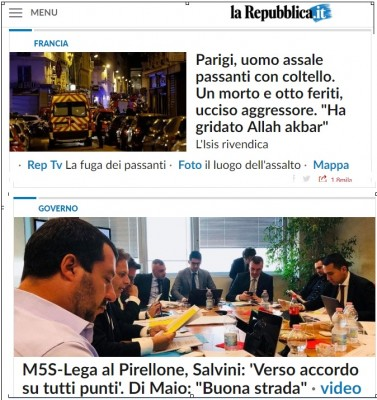 MENU
la Repubblica.it
FRANCIA
Parigi, uomo assale
passanti con coltello.
Un morto e otto feriti,
ucciso aggressore. "Ha
gridato Allah akbar"
L'Isis rivendica
· Rep Tv La fuga dei passanti · Foto il luogo dell'assalto · Mappa
GOVERNO
M5S-Lega al Pirellone, Salvini: 'Verso accordo
su tutti punti'. Di Maio: "Buona strada" · video